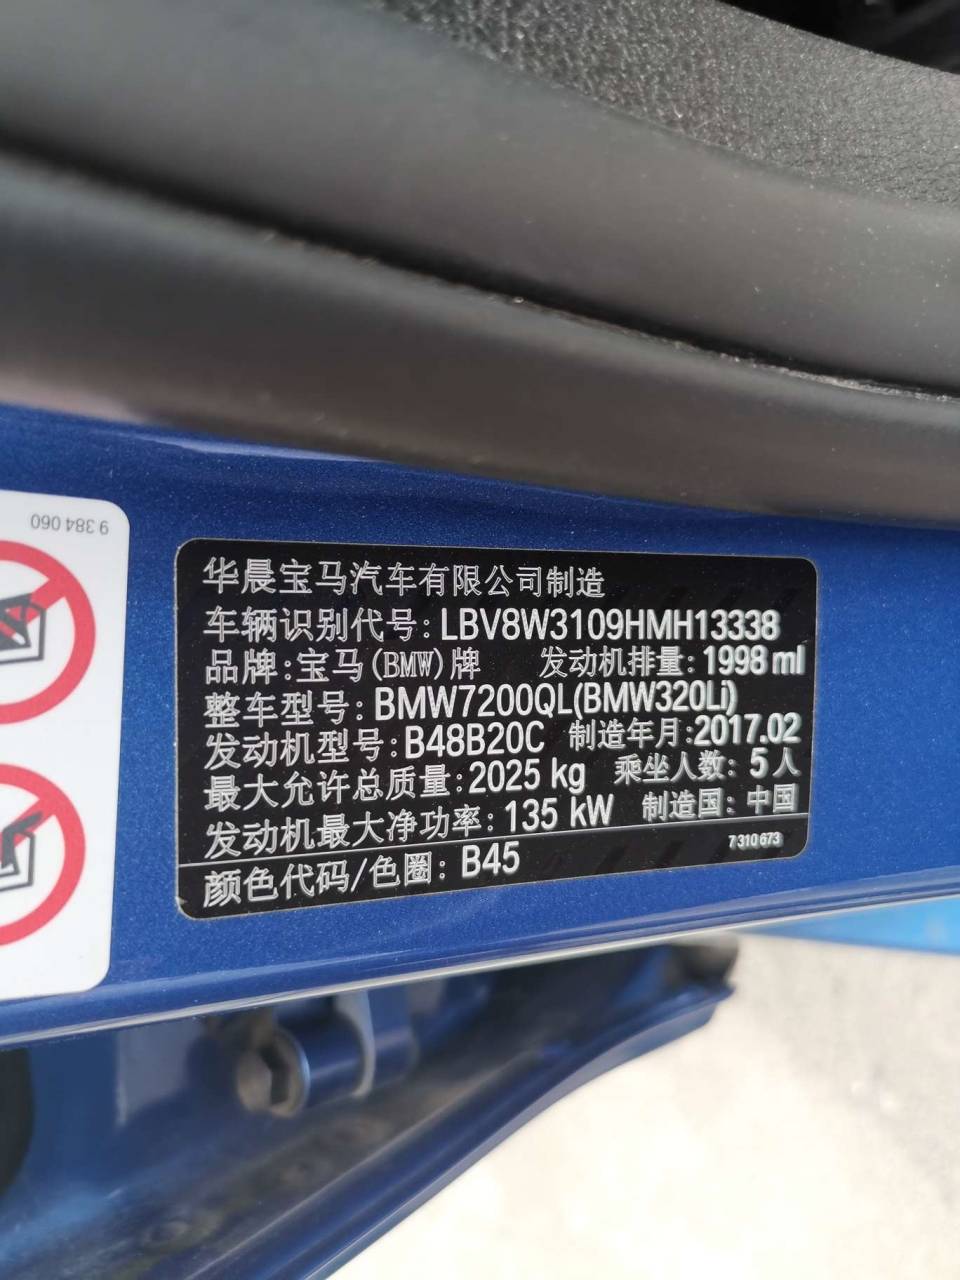 9 384 060
华晨宝马汽车有限公司制造
车辆识别代号: LBV8W3109HMH13338
品牌: 宝马(BMW)牌 发动机排量: 1998 ml
整车型号: BMW7200QL(BMW320Li)
发动机型号: B48B20C 制造年月: 2017.02
最大允许总质量: 2025 kg 乘坐人数: 5人
发动机最大净功率: 135 kW 制造国: 中国
颜色代码/色圈: B45 7 310 673